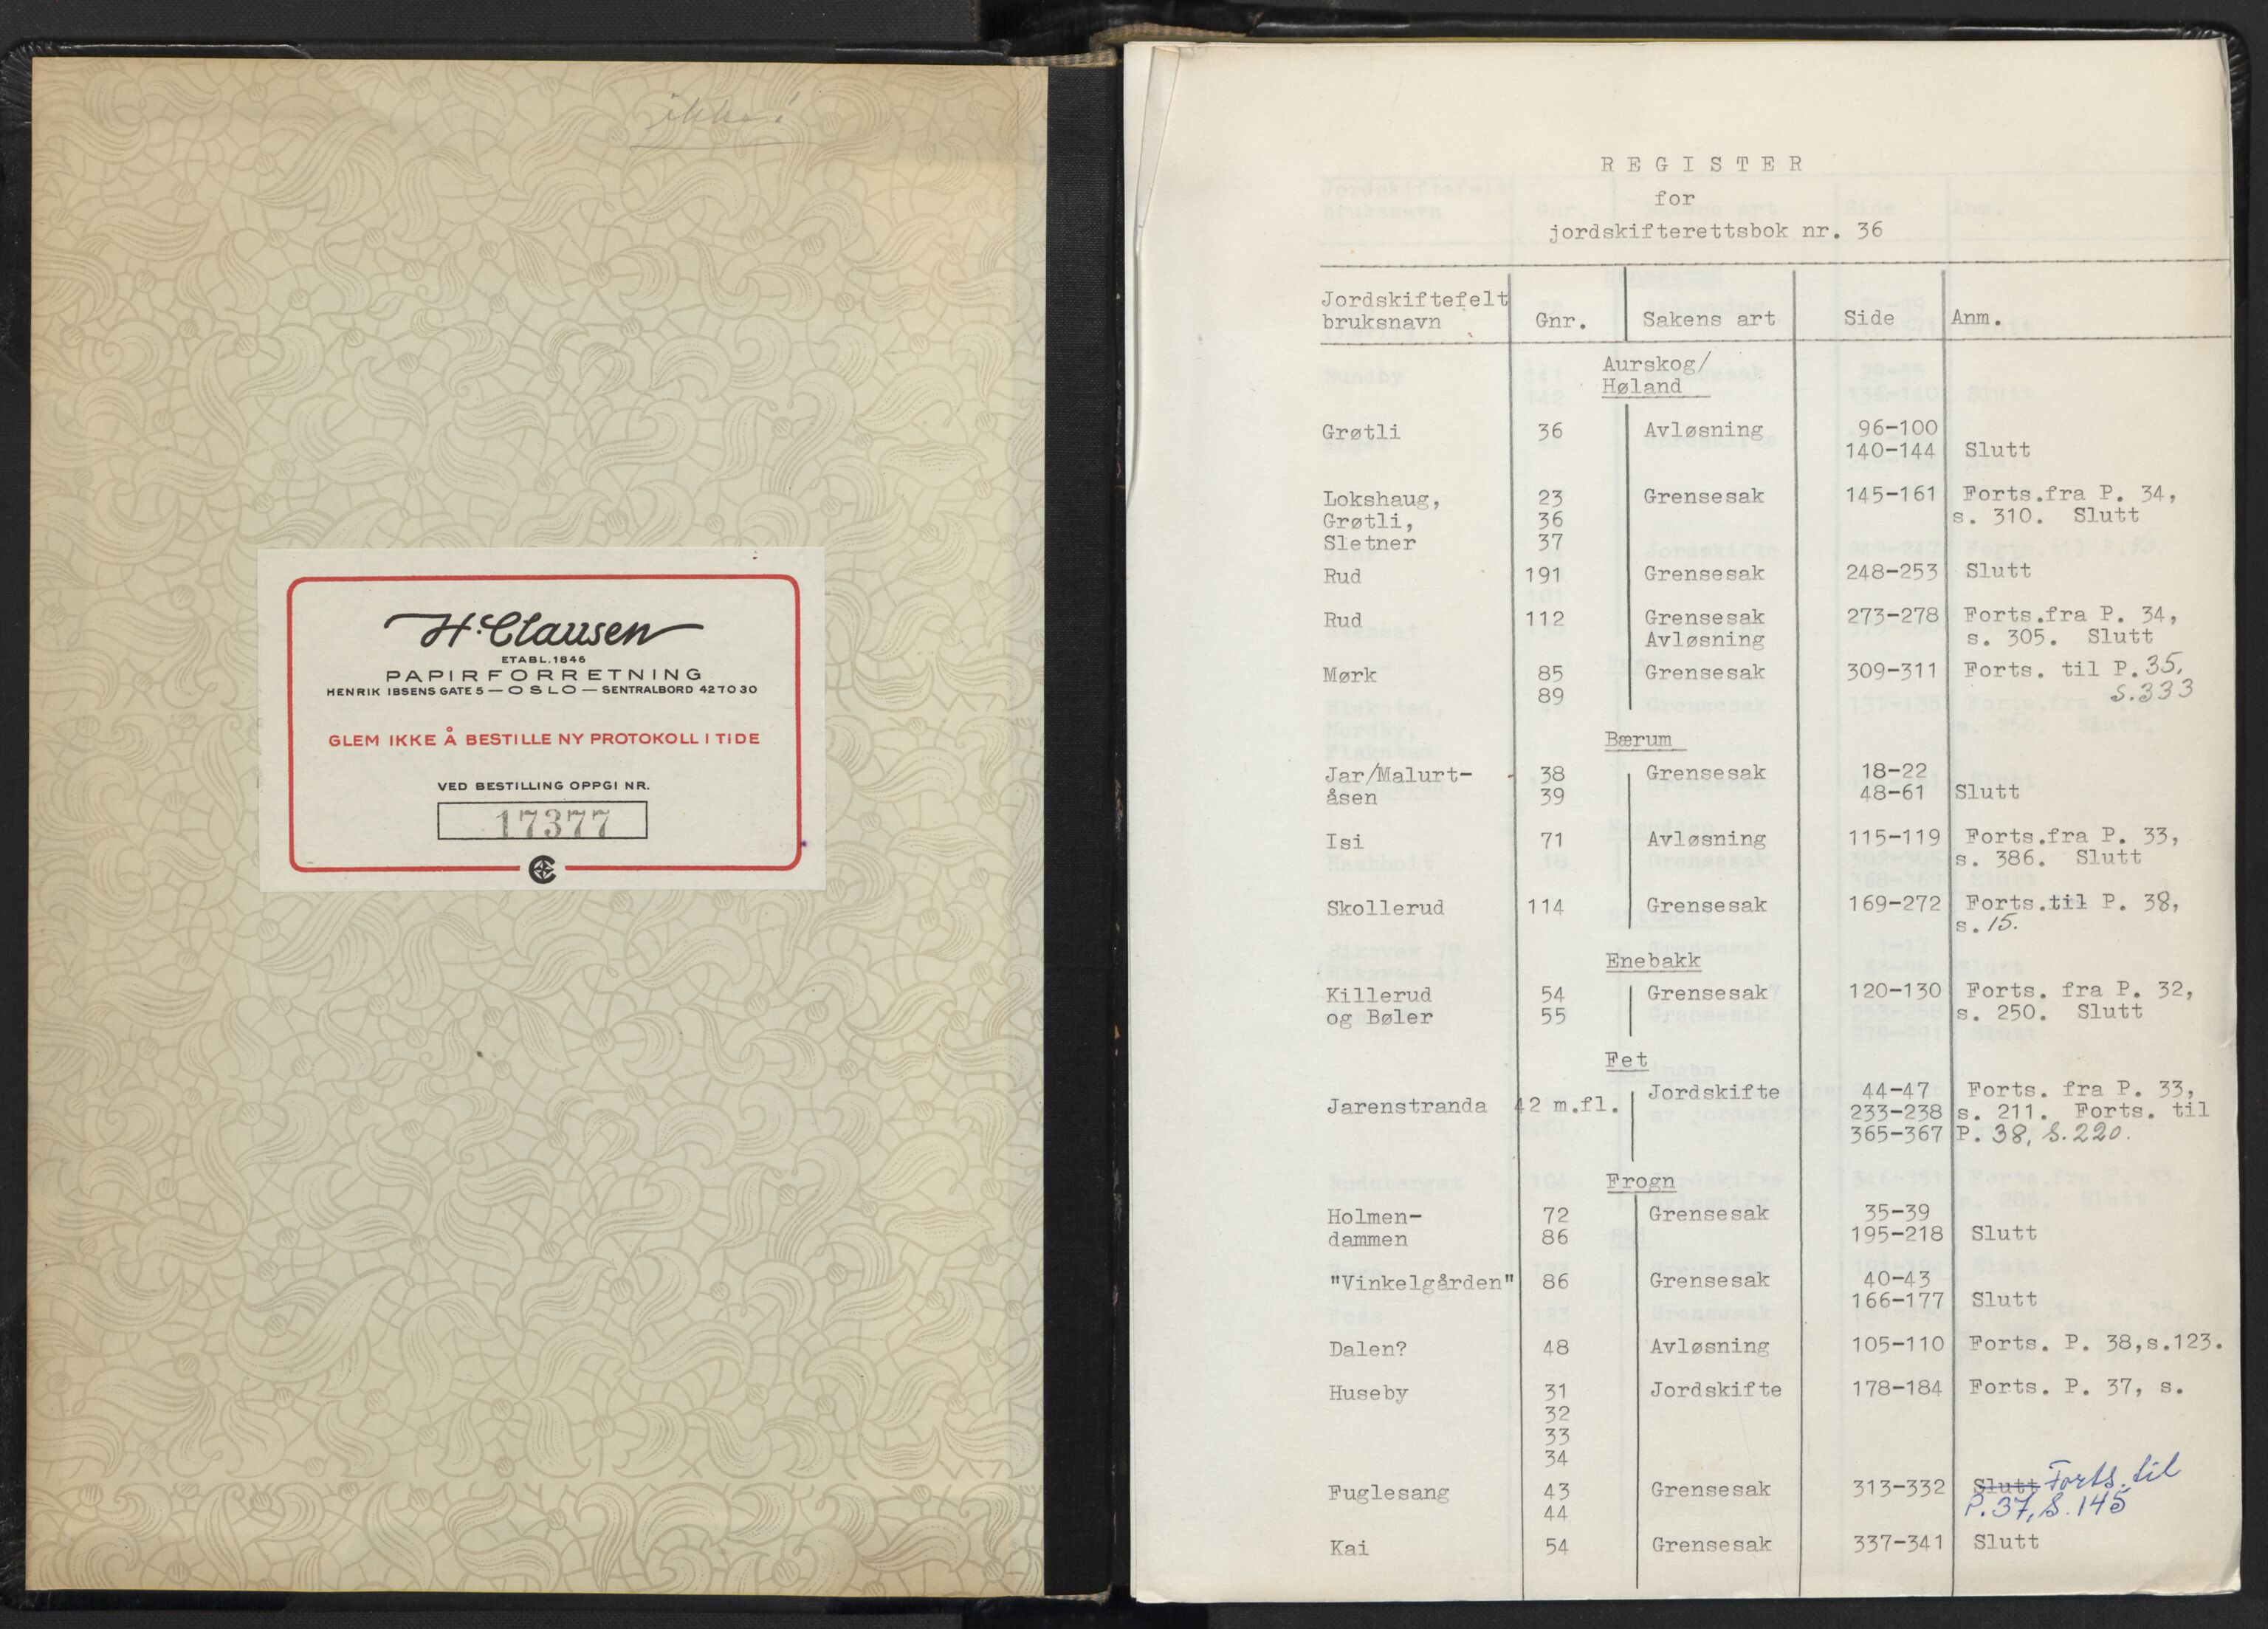 ikke!
H. Clausen
ETABL. 1846
PAPIRFORRETNING
HENRIK IBSENS GATE 5 — OSLO — SENTRALBORD 42 70 30
GLEM IKKE Å BESTILLE NY PROTOKOLL I TIDE
VED BESTILLING OPPGI NR.
17377
REGISTER
for
jordskifterettsbok nr. 36
Jordskiftefelt
bruksnavn Gnr. Sakens art Side Anm.
Aurskog/
Høland
Grøtli 36 Avløsning 96-100
140-144 Slutt
Lokshaug, 23 Grensesak 145-161 Forts.fra P. 34,
Grøtli, 36 s. 310. Slutt
Sletner 37
Rud 191 Grensesak 248-253 Slutt
Rud 112 Grensesak 273-278 Forts.fra P. 34,
Avløsning s. 305. Slutt
Mørk 85 Grensesak 309-311 Forts. til P. 35,
89 S.333
Bærum
Jar/Malurt- 38 Grensesak 18-22
åsen 39 48-61 Slutt
Isi 71 Avløsning 115-119 Forts.fra P. 33,
s. 386. Slutt
Skollerud 114 Grensesak 169-272 Forts.til P. 38,
s. 15.
Enebakk
Killerud 54 Grensesak 120-130 Forts. fra P. 32,
og Bøler 55 s. 250. Slutt
Fet
Jarenstranda 42 m.fl. Jordskifte 44-47 Forts. fra P. 33,
233-238 s. 211. Forts. til
365-367 P. 38, S.220.
Frogn
Holmen- 72 Grensesak 35-39
dammen 86 195-218 Slutt
"Vinkelgården" 86 Grensesak 40-43
166-177 Slutt
Dalen? 48 Avløsning 105-110 Forts. P. 38,s.123.
Huseby 31 Jordskifte 178-184 Forts. P. 37, s.
32
33
34
Fuglesang 43 Grensesak 313-332 Slutt Forts. til
44 P.37, S.145
Kai 54 Grensesak 337-341 Slutt